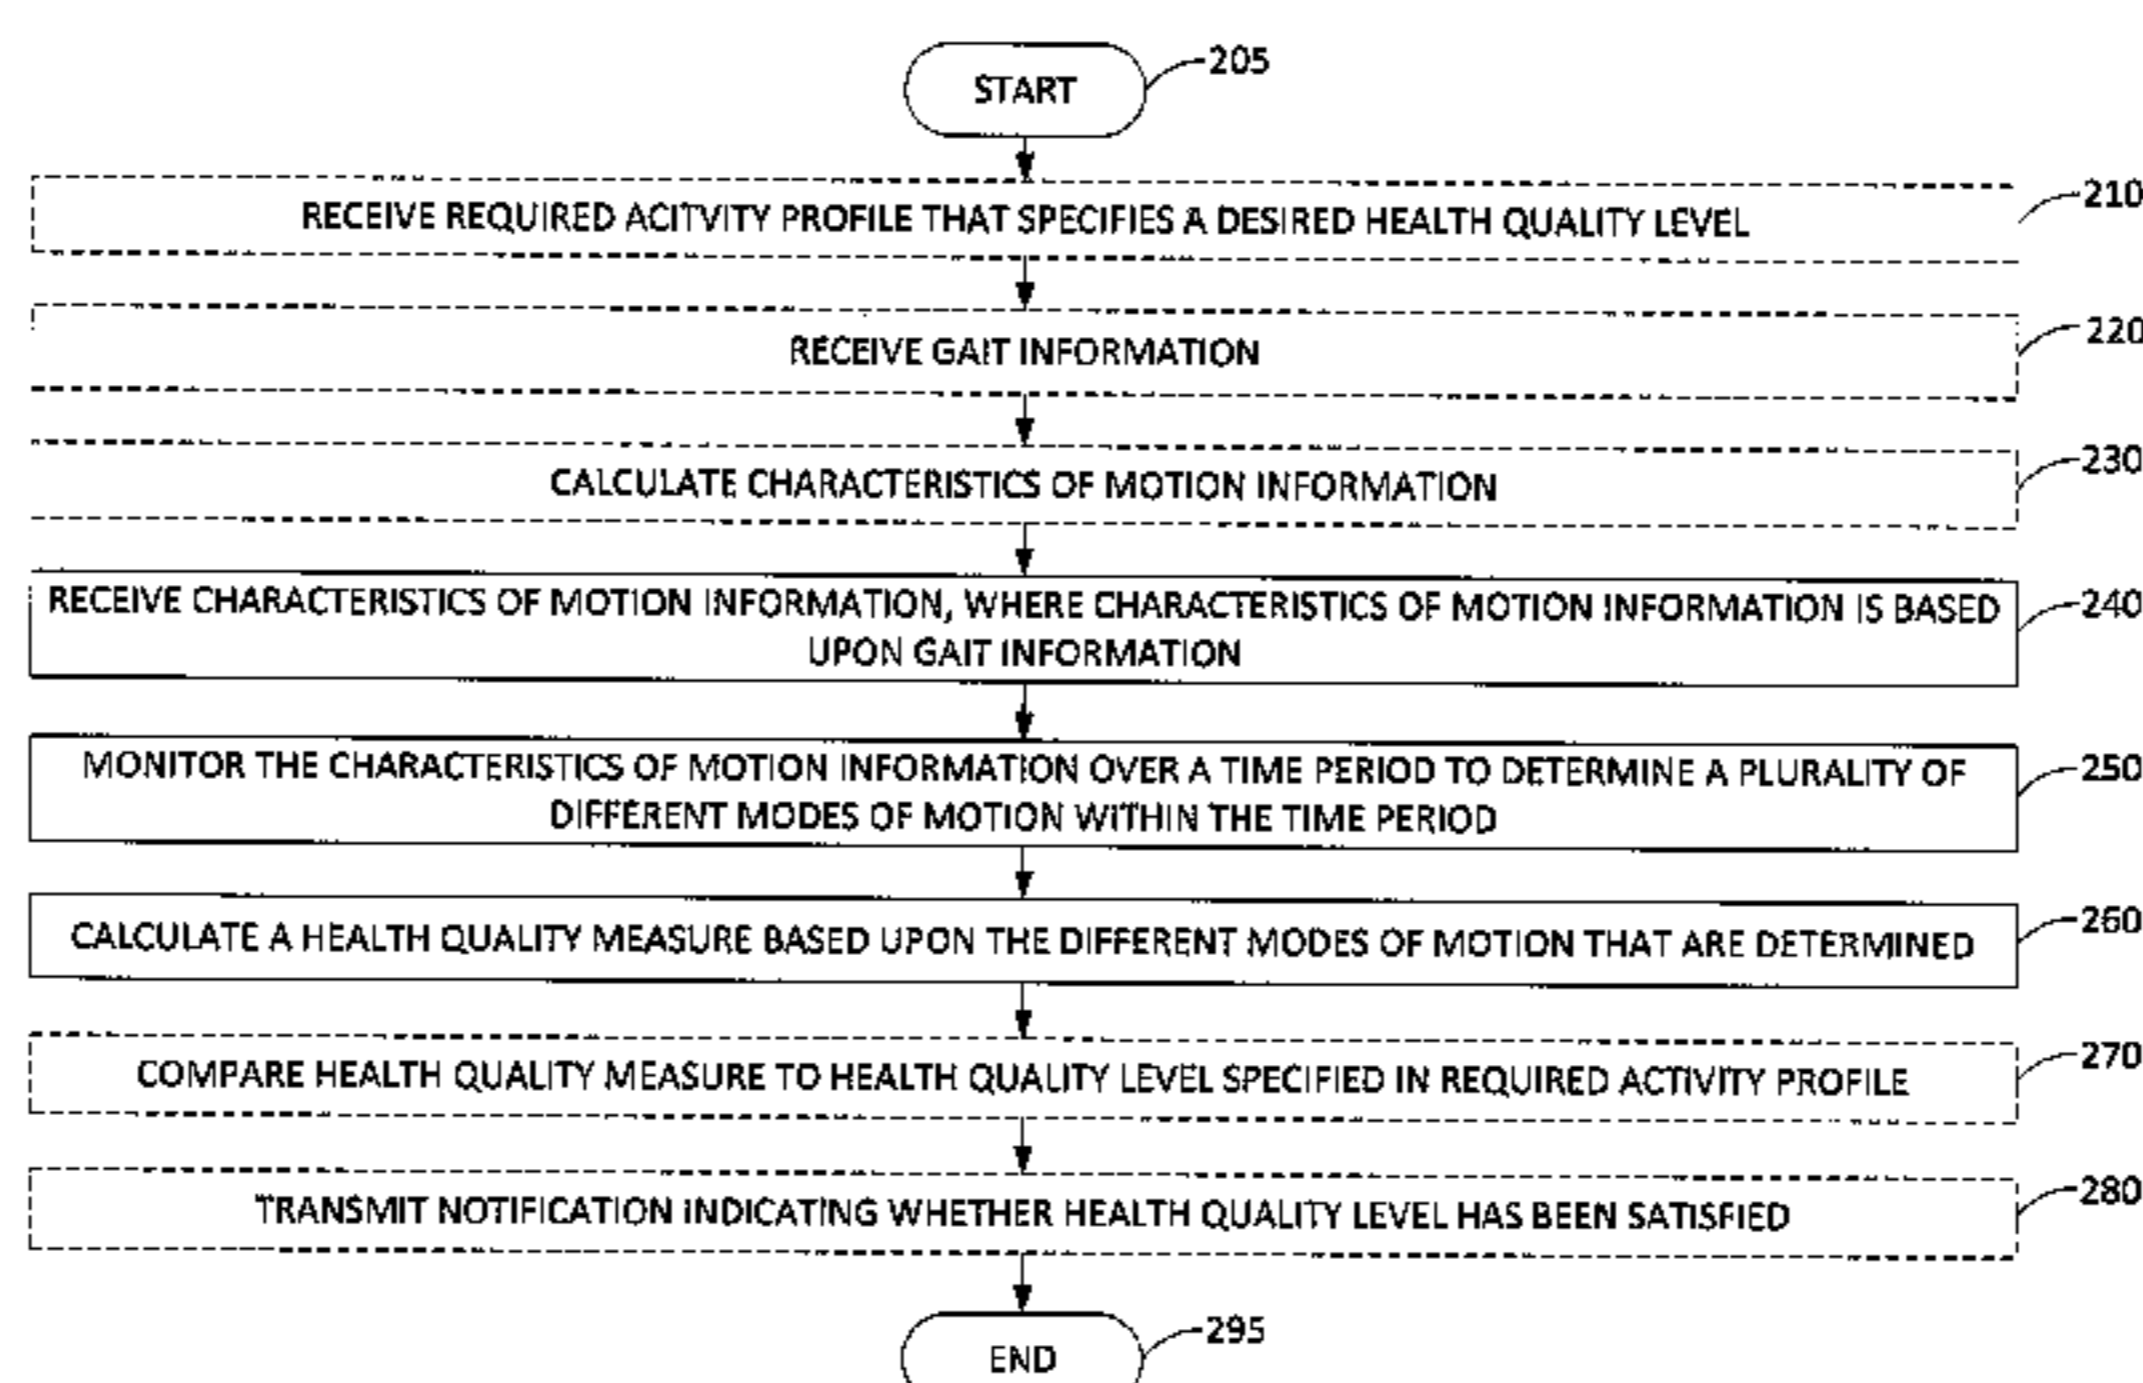 START
205
RECEIVE REQUIRED ACITVITY PROFILE THAT SPECIFIES A DESIRED HEALTH QUALITY LEVEL
210
RECEIVE GAIT INFORMATION
220
CALCULATE CHARACTERISTICS OF MOTION INFORMATION
230
RECEIVE CHARACTERISTICS OF MOTION INFORMATION, WHERE CHARACTERISTICS OF MOTION INFORMATION IS BASED
UPON GAIT INFORMATION
240
MONITOR THE CHARACTERISTICS OF MOTION INFORMATION OVER A TIME PERIOD TO DETERMINE A PLURALITY OF
DIFFERENT MODES OF MOTION WITHIN THE TIME PERIOD
250
CALCULATE A HEALTH QUALITY MEASURE BASED UPON THE DIFFERENT MODES OF MOTION THAT ARE DETERMINED
260
COMPARE HEALTH QUALITY MEASURE TO HEALTH QUALITY LEVEL SPECIFIED IN REQUIRED ACTIVITY PROFILE
270
TRANSMIT NOTIFICATION INDICATING WHETHER HEALTH QUALITY LEVEL HAS BEEN SATISFIED
280
END
295